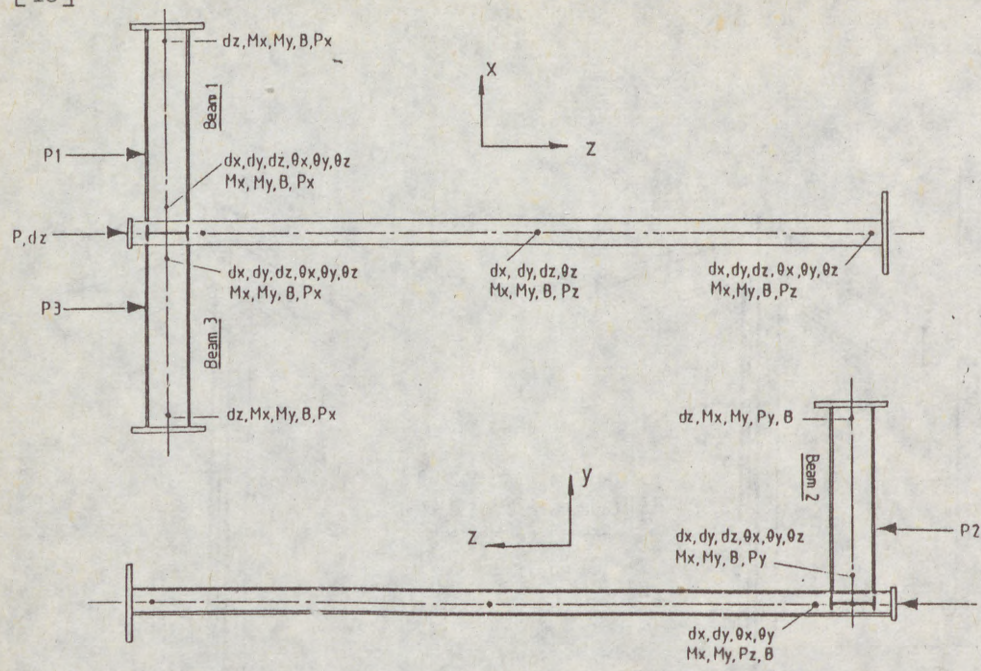 dz, Mx, My, B, Px
X
Z
Beam 1
P1
dx, dy, dz, θx, θy, θz
Mx, My, B, Px
P, dz
dx, dy, dz, θx, θy, θz
Mx, My, B, Px
dx, dy, dz, θz
Mx, My, B, Pz
dx, dy, dz, θx, θy, θz
Mx, My, B, Pz
P3
Beam 3
dz, Mx, My, B, Px
dz, Mx, My, Py, B
y
Z
Beam 2
P2
dx, dy, dz, θx, θy, θz
Mx, My, B, Py
dx, dy, θx, θy
Mx, My, Pz, B